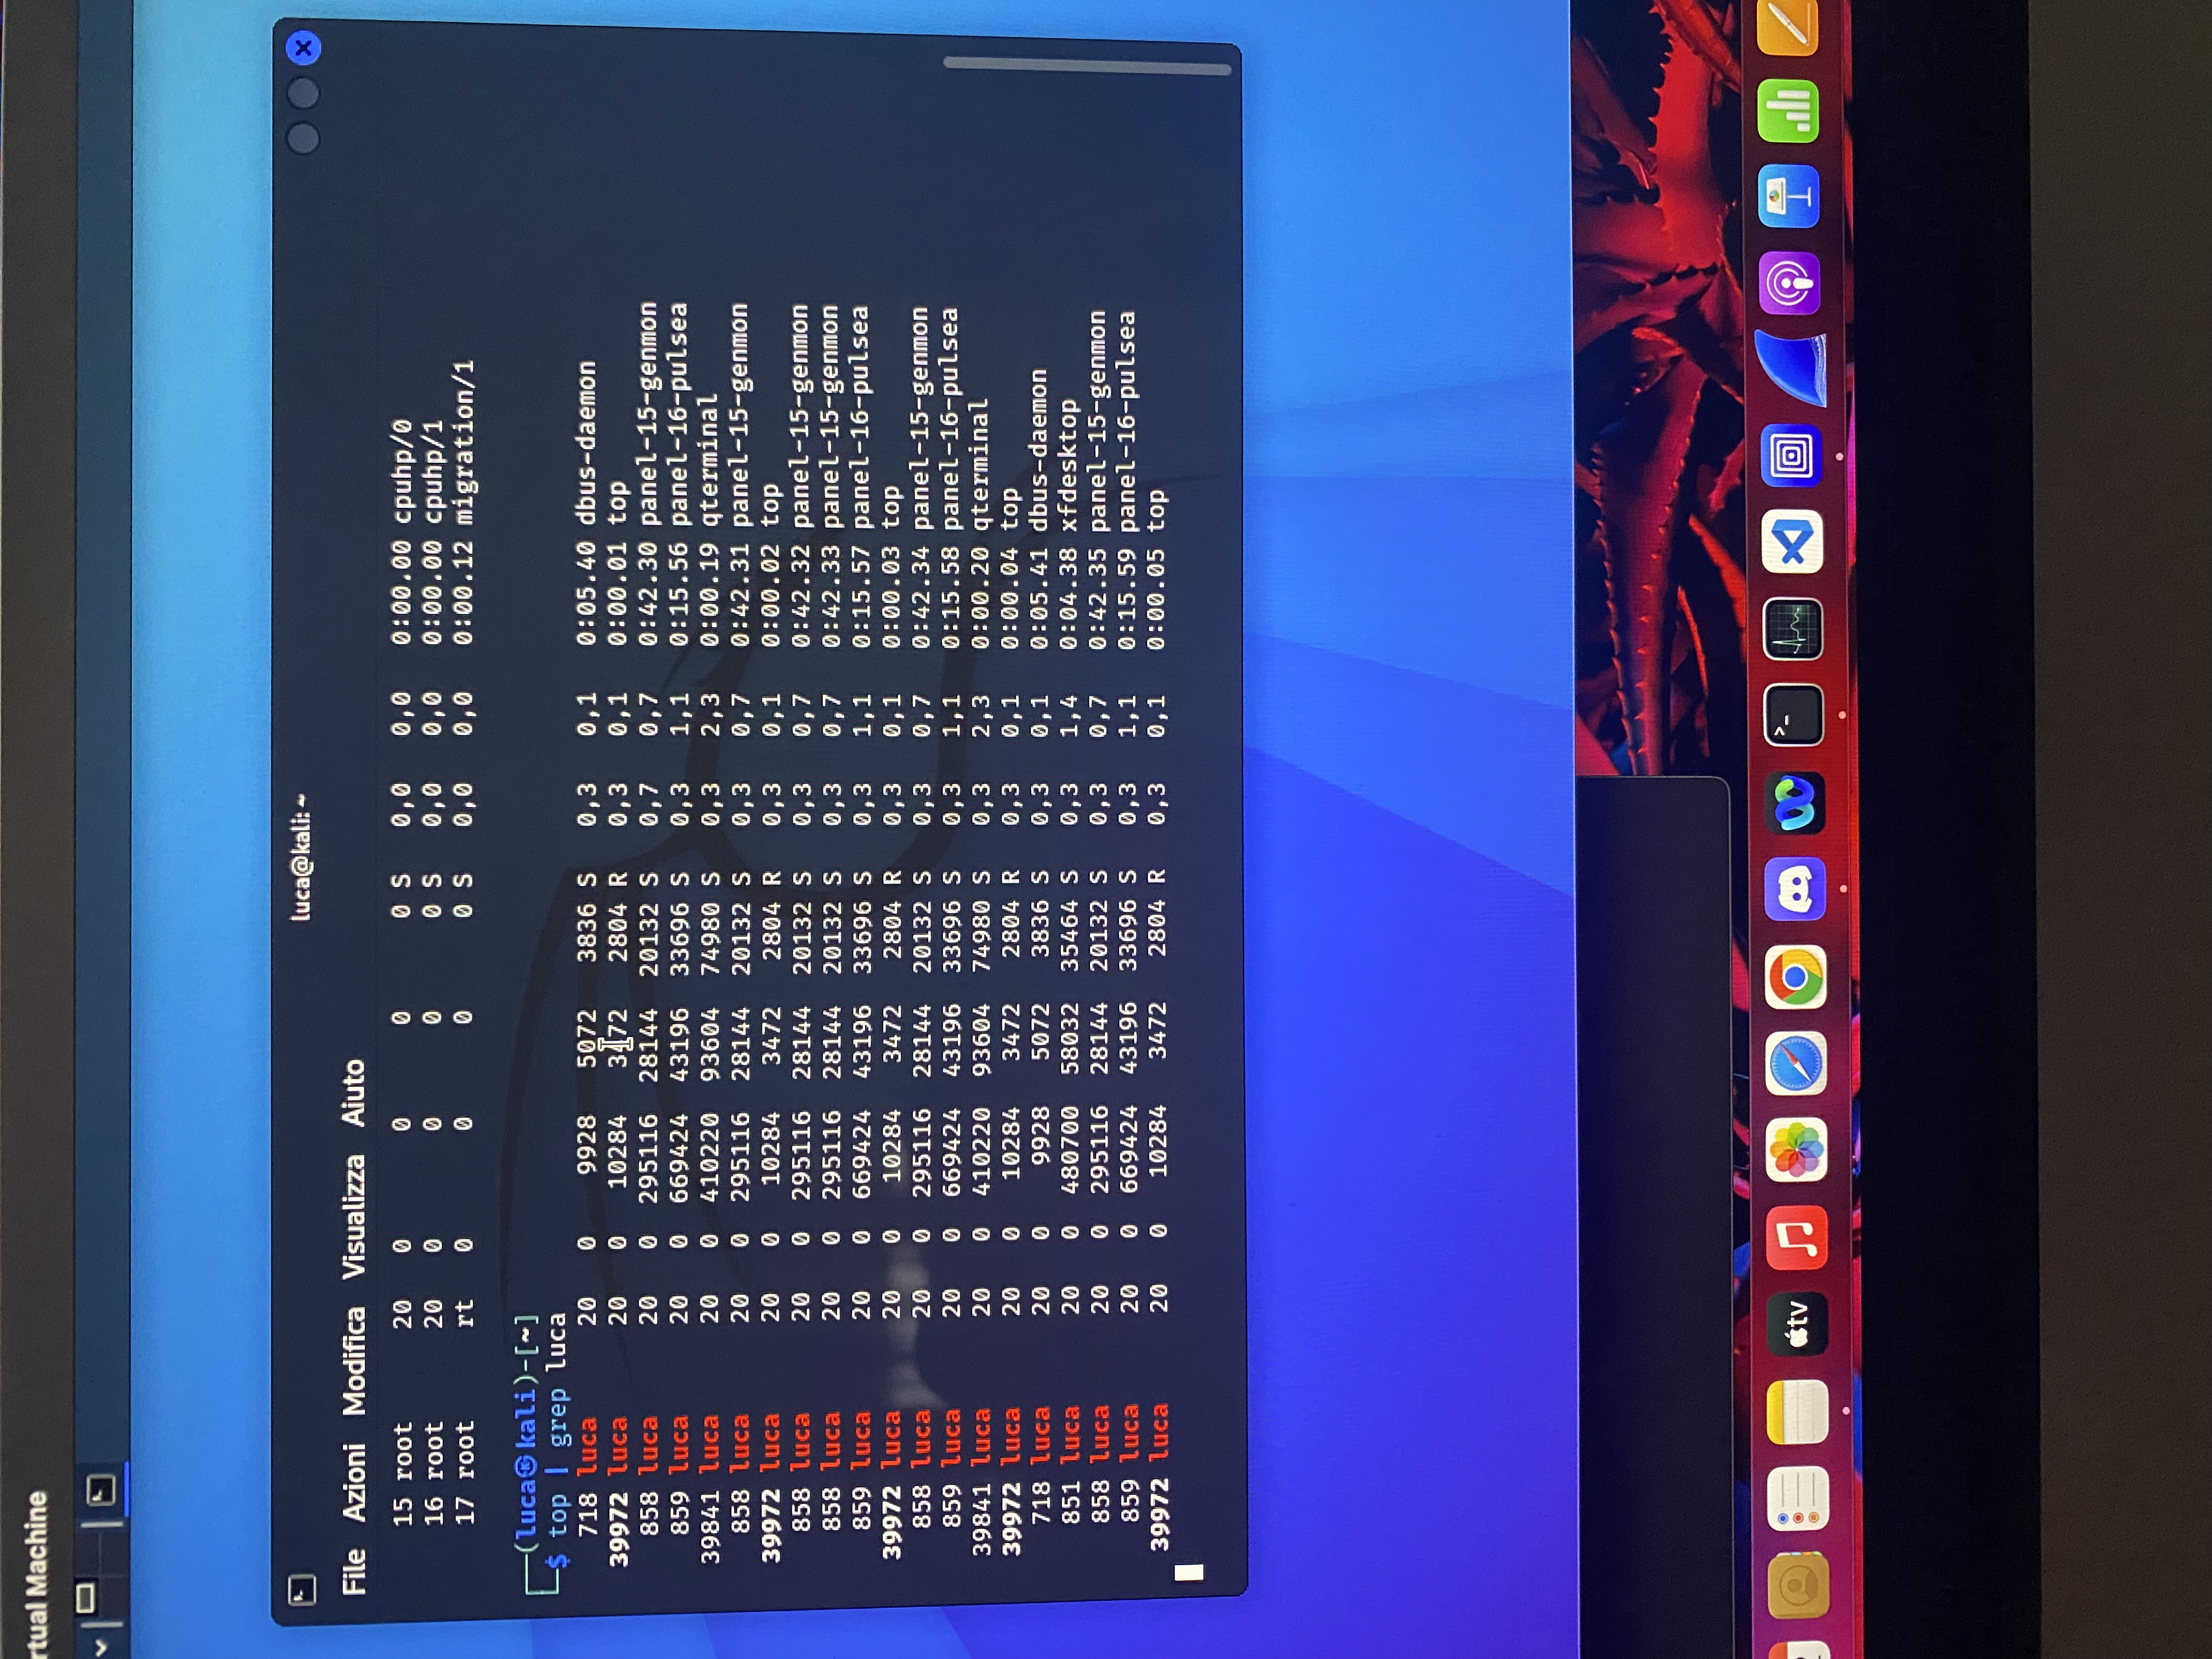 rtual Machine
luca@kali: ~
File Azioni Modifica Visualizza Aiuto
15 root 20 0 0 0 0 S 0,0 0,0 0:00.00 cpuhp/0
16 root 20 0 0 0 0 S 0,0 0,0 0:00.00 cpuhp/1
17 root rt 0 0 0 0 S 0,0 0,0 0:00.12 migration/1
┌──(luca㉿kali)-[~]
└─$ top | grep luca
718 luca 20 0 9928 5072 3836 S 0,3 0,1 0:05.40 dbus-daemon
39972 luca 20 0 10284 3472 2804 R 0,3 0,1 0:00.01 top
858 luca 20 0 295116 28144 20132 S 0,7 0,7 0:42.30 panel-15-genmon
859 luca 20 0 669424 43196 33696 S 0,3 1,1 0:15.56 panel-16-pulsea
39841 luca 20 0 410220 93604 74980 S 0,3 2,3 0:00.19 qterminal
858 luca 20 0 295116 28144 20132 S 0,3 0,7 0:42.31 panel-15-genmon
39972 luca 20 0 10284 3472 2804 R 0,3 0,1 0:00.02 top
858 luca 20 0 295116 28144 20132 S 0,3 0,7 0:42.32 panel-15-genmon
858 luca 20 0 295116 28144 20132 S 0,3 0,7 0:42.33 panel-15-genmon
859 luca 20 0 669424 43196 33696 S 0,3 1,1 0:15.57 panel-16-pulsea
39972 luca 20 0 10284 3472 2804 R 0,3 0,1 0:00.03 top
858 luca 20 0 295116 28144 20132 S 0,3 0,7 0:42.34 panel-15-genmon
859 luca 20 0 669424 43196 33696 S 0,3 1,1 0:15.58 panel-16-pulsea
39841 luca 20 0 410220 93604 74980 S 0,3 2,3 0:00.20 qterminal
39972 luca 20 0 10284 3472 2804 R 0,3 0,1 0:00.04 top
718 luca 20 0 9928 5072 3836 S 0,3 0,1 0:05.41 dbus-daemon
851 luca 20 0 480700 58032 35464 S 0,3 1,4 0:04.38 xfdesktop
858 luca 20 0 295116 28144 20132 S 0,3 0,7 0:42.35 panel-15-genmon
859 luca 20 0 669424 43196 33696 S 0,3 1,1 0:15.59 panel-16-pulsea
39972 luca 20 0 10284 3472 2804 R 0,3 0,1 0:00.05 top
tv